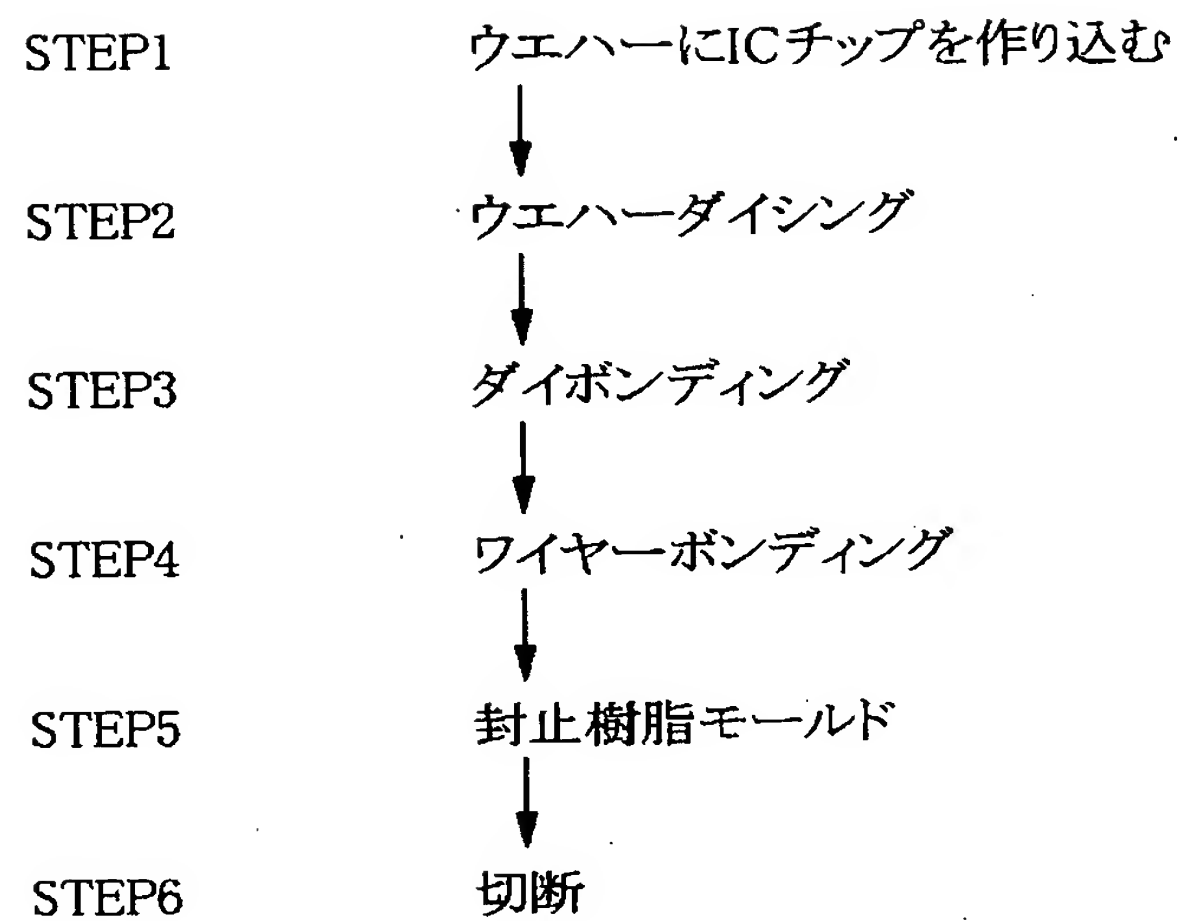 STEP1 ウエハーにICチップを作り込む
STEP2 ウエハーダイシング
STEP3 ダイボンディング
STEP4 ワイヤーボンディング
STEP5 封止樹脂モールド
STEP6 切断